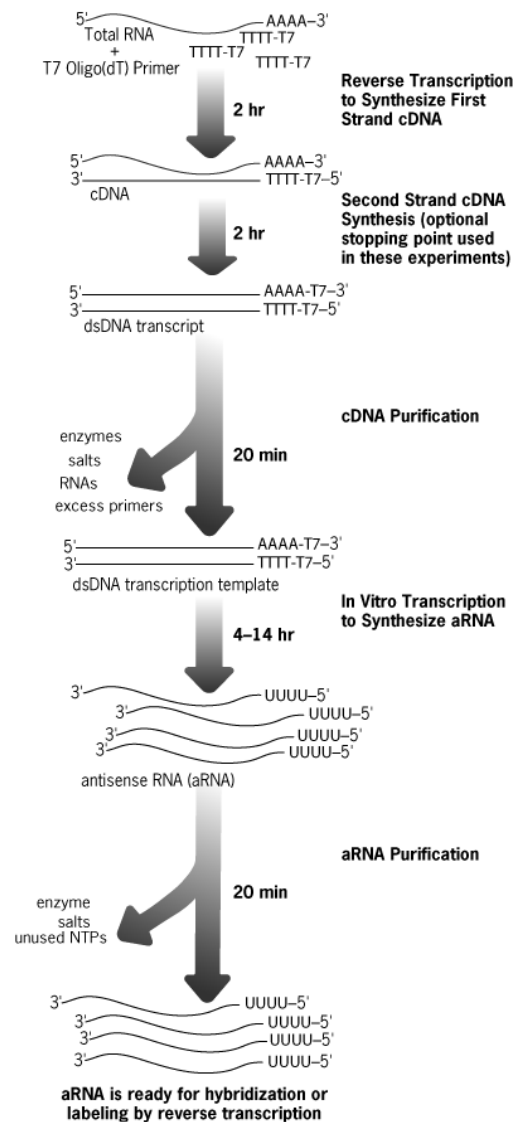 5' AAAA–3'
Total RNA
+
T7 Oligo(dT) Primer
TTTT-T7
TTTT-T7
TTTT-T7
2 hr
Reverse Transcription
to Synthesize First
Strand cDNA
5' AAAA–3'
3' TTTT-T7–5'
cDNA
2 hr
Second Strand cDNA
Synthesis (optional
stopping point used
in these experiments)
5' AAAA-T7–3'
3' TTTT-T7–5'
dsDNA transcript
cDNA Purification
enzymes
salts
RNAs
excess primers
20 min
5' AAAA-T7–3'
3' TTTT-T7–5'
dsDNA transcription template
In Vitro Transcription
to Synthesize aRNA
4–14 hr
3' UUUU–5'
3' UUUU–5'
3' UUUU–5'
3' UUUU–5'
antisense RNA (aRNA)
aRNA Purification
20 min
enzyme
salts
unused NTPs
3' UUUU–5'
3' UUUU–5'
3' UUUU–5'
3' UUUU–5'
aRNA is ready for hybridization or
labeling by reverse transcription